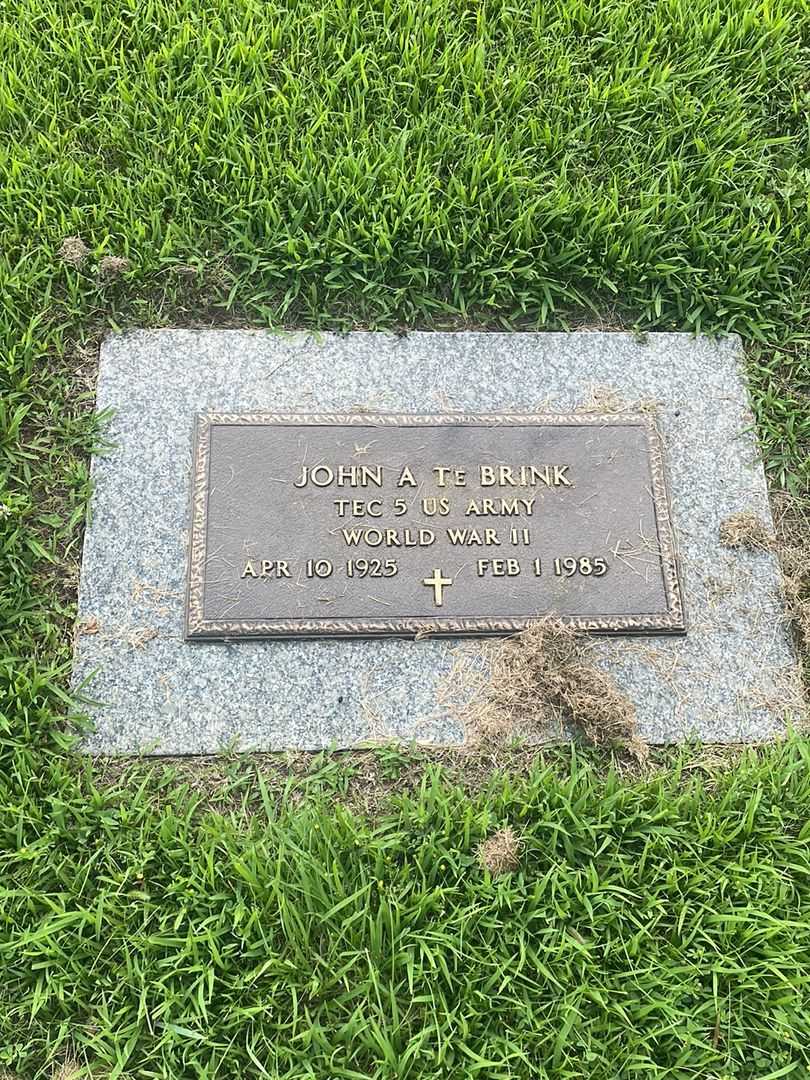 JOHN A TE BRINK
TEC 5 US ARMY
WORLD WAR II
APR 10 1925 FEB 1 1985